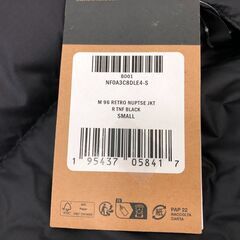 8001
NF0A3C8DLE4-S
M 96 RETRO NUPTSE JKT
R TNF BLACK
SMALL
1 95437 05841 7
PAP 22
RACCOLTA
CARTA